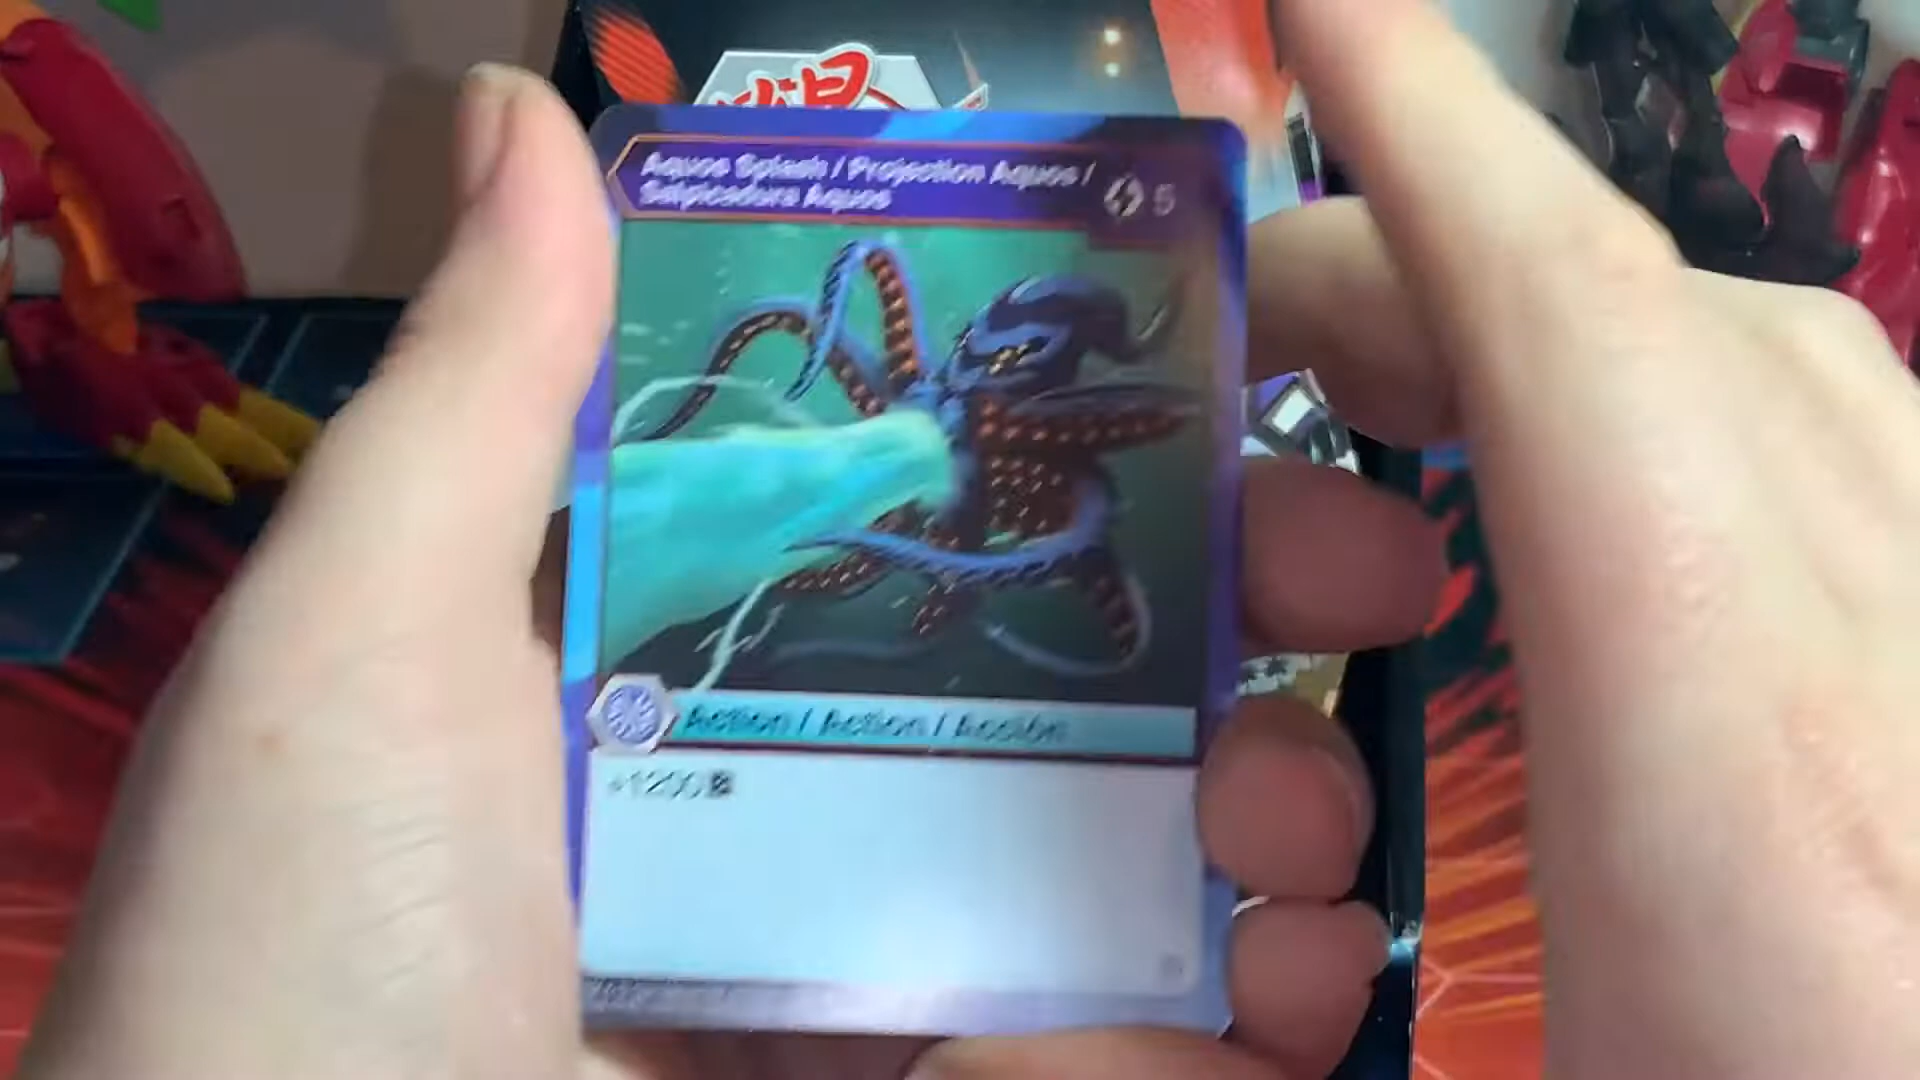 Aquos Splash / Projection Aquos /
Salpicadura Aquos
5
Action / Action / Acción
+1200 B